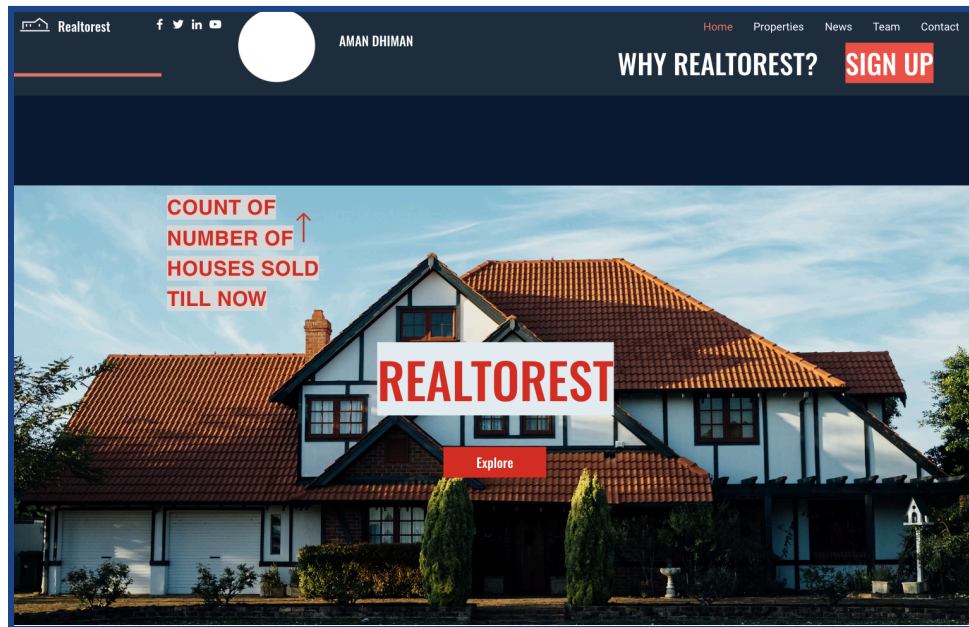 Realtorest
AMAN DHIMAN
Home Properties News Team Contact
WHY REALTOREST? SIGN UP
COUNT OF
NUMBER OF
HOUSES SOLD
TILL NOW
REALTOREST
Explore